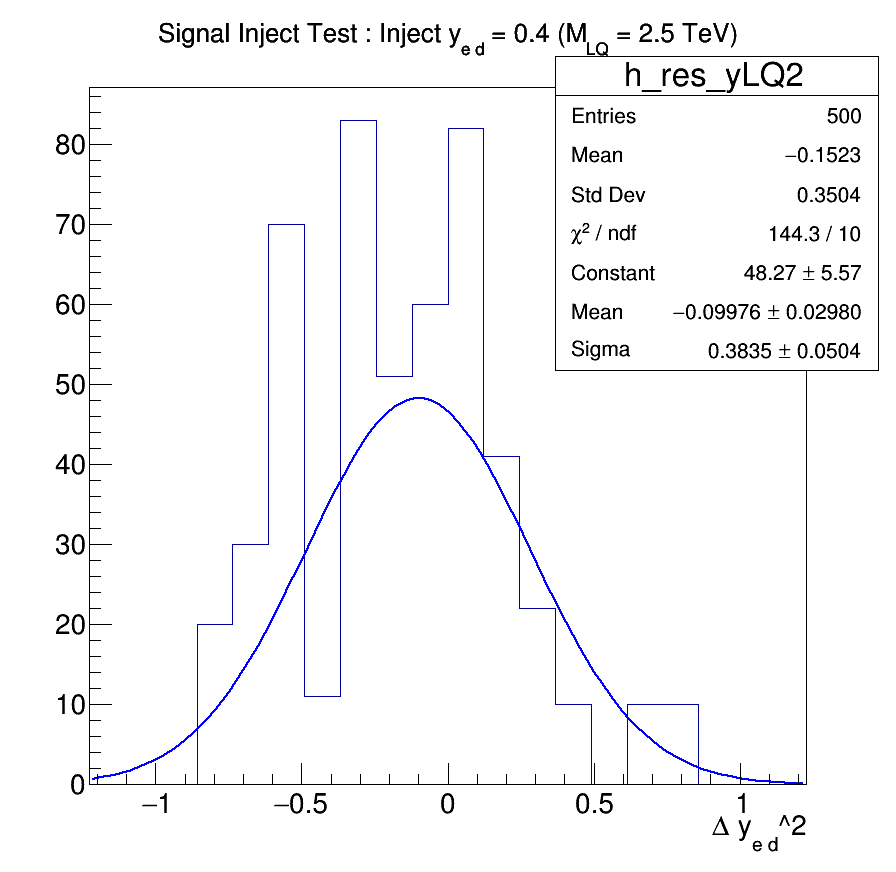 Signal Inject Test : Inject y_{e d} = 0.4 (M_{LQ} = 2.5 TeV)
h_res_yLQ2
Entries 500
Mean −0.1523
Std Dev 0.3504
χ² / ndf 144.3 / 10
Constant 48.27 ± 5.57
Mean −0.09976 ± 0.02980
Sigma 0.3835 ± 0.0504
80
70
60
50
40
30
20
10
0
−1 −0.5 0 0.5 1
Δ y_{e d}^2